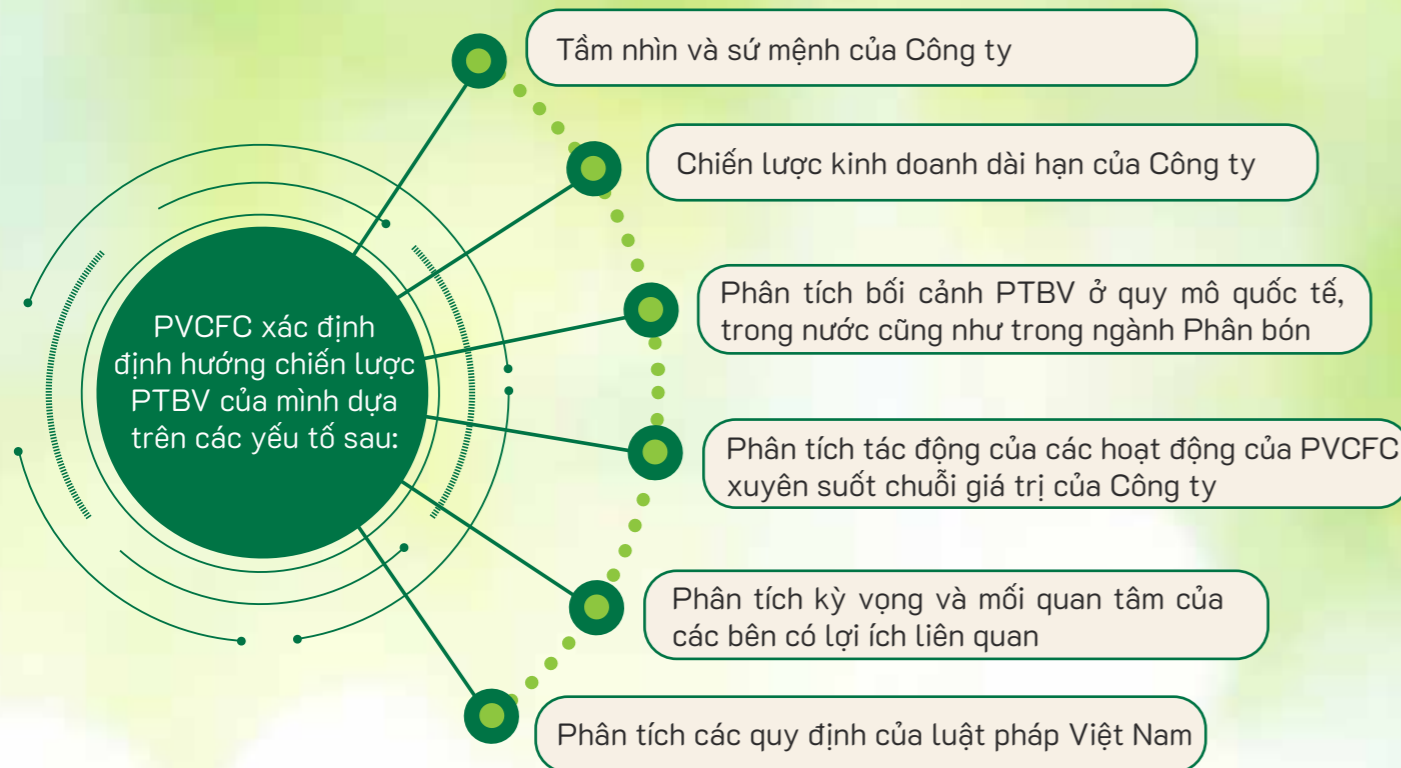 PVCFC xác định
định hướng chiến lược
PTBV của mình dựa
trên các yếu tố sau:
Tầm nhìn và sứ mệnh của Công ty
Chiến lược kinh doanh dài hạn của Công ty
Phân tích bối cảnh PTBV ở quy mô quốc tế,
trong nước cũng như trong ngành Phân bón
Phân tích tác động của các hoạt động của PVCFC
xuyên suốt chuỗi giá trị của Công ty
Phân tích kỳ vọng và mối quan tâm của
các bên có lợi ích liên quan
Phân tích các quy định của luật pháp Việt Nam